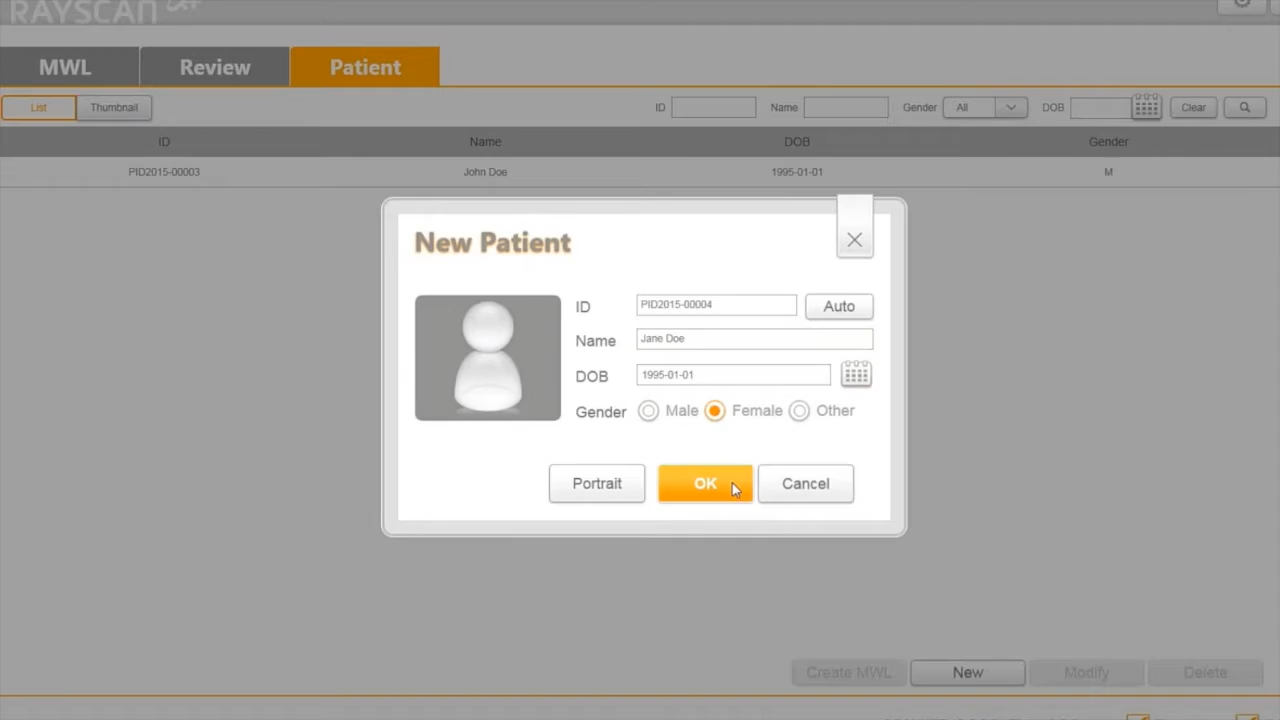 RAYSCAN α+
MWL Review Patient
List Thumbnail ID Name Gender All DOB Clear
ID Name DOB Gender
PID2015-00003 John Doe 1995-01-01 M
New Patient
ID PID2015-00004 Auto
Name Jane Doe
DOB 1995-01-01
Gender Male Female Other
Portrait OK Cancel
Create MWL New Modify Delete